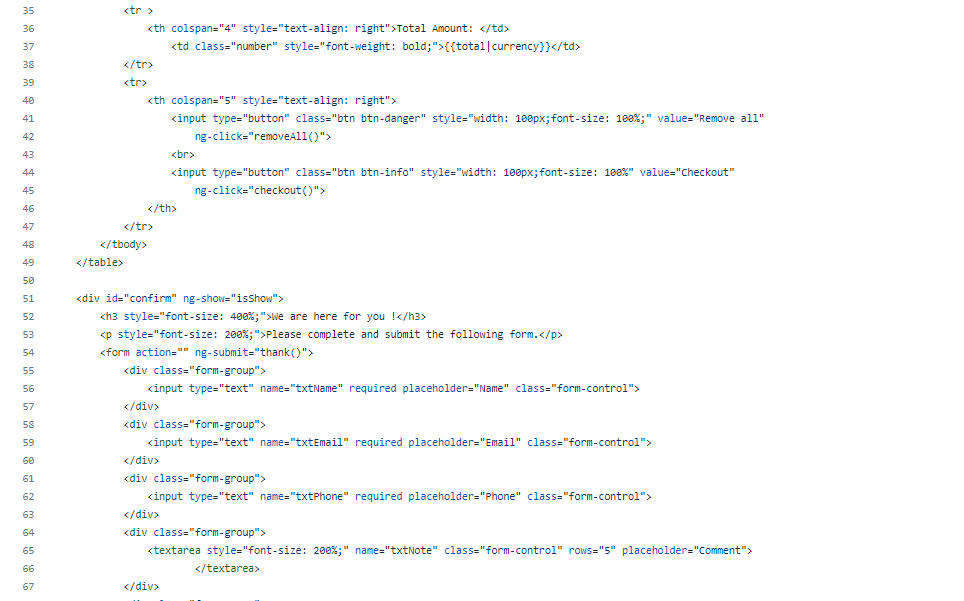 35 <tr >
36 <th colspan="4" style="text-align: right">Total Amount: </td>
37 <td class="number" style="font-weight: bold;">{{total|currency}}</td>
38 </tr>
39 <tr>
40 <th colspan="5" style="text-align: right">
41 <input type="button" class="btn btn-danger" style="width: 100px;font-size: 100%;" value="Remove all"
42 ng-click="removeAll()">
43 <br>
44 <input type="button" class="btn btn-info" style="width: 100px;font-size: 100%" value="Checkout"
45 ng-click="checkout()">
46 </th>
47 </tr>
48 </tbody>
49 </table>
50
51 <div id="confirm" ng-show="isShow">
52 <h3 style="font-size: 400%;">We are here for you !</h3>
53 <p style="font-size: 200%;">Please complete and submit the following form.</p>
54 <form action="" ng-submit="thank()">
55 <div class="form-group">
56 <input type="text" name="txtName" required placeholder="Name" class="form-control">
57 </div>
58 <div class="form-group">
59 <input type="text" name="txtEmail" required placeholder="Email" class="form-control">
60 </div>
61 <div class="form-group">
62 <input type="text" name="txtPhone" required placeholder="Phone" class="form-control">
63 </div>
64 <div class="form-group">
65 <textarea style="font-size: 200%;" name="txtNote" class="form-control" rows="5" placeholder="Comment">
66 </textarea>
67 </div>